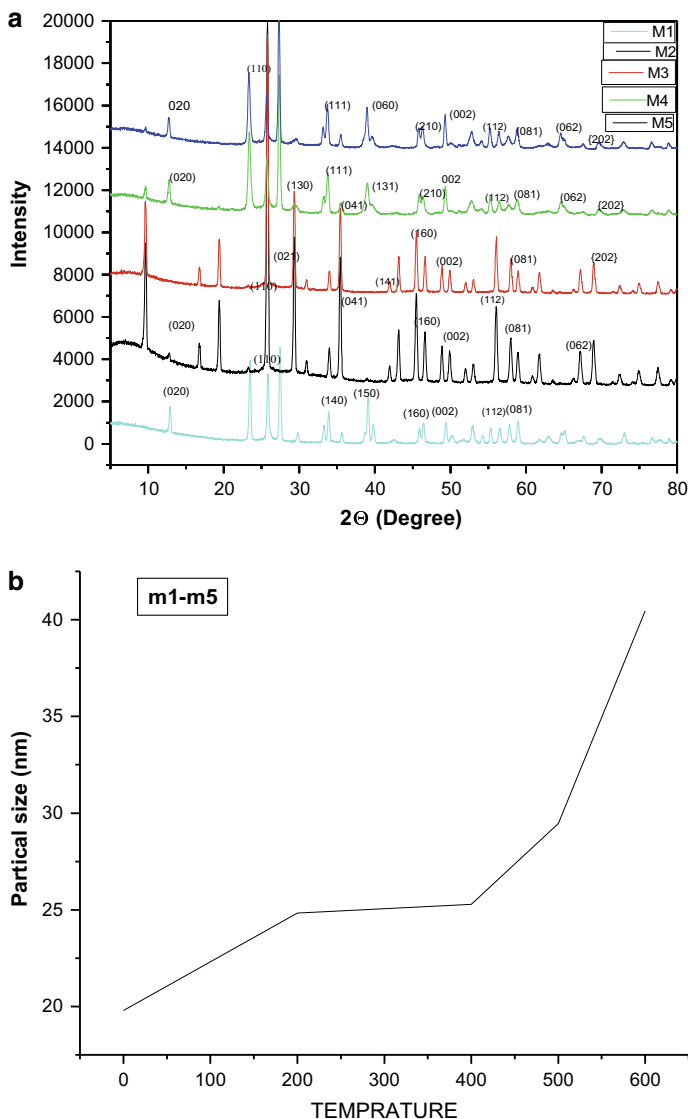 a
20000
18000
16000
14000
12000
10000
8000
6000
4000
2000
0
Intensity
M1
M2
M3
M4
M5
020 (110) (111) (060) (210) (002) (112) (081) (062) {202}
(020) (130) (111) (041) (131) (210) 002 (112) (081) (062) {202}
(110) (021) (041) (141) (160) (002) (081) {202}
(020) (110) (160) (002) (112) (081) (062)
(020) (140) (150) (160) (002) (112) (081)
10 20 30 40 50 60 70 80
2Θ (Degree)
b
m1-m5
40
35
30
25
20
Partical size (nm)
0 100 200 300 400 500 600
TEMPRATURE